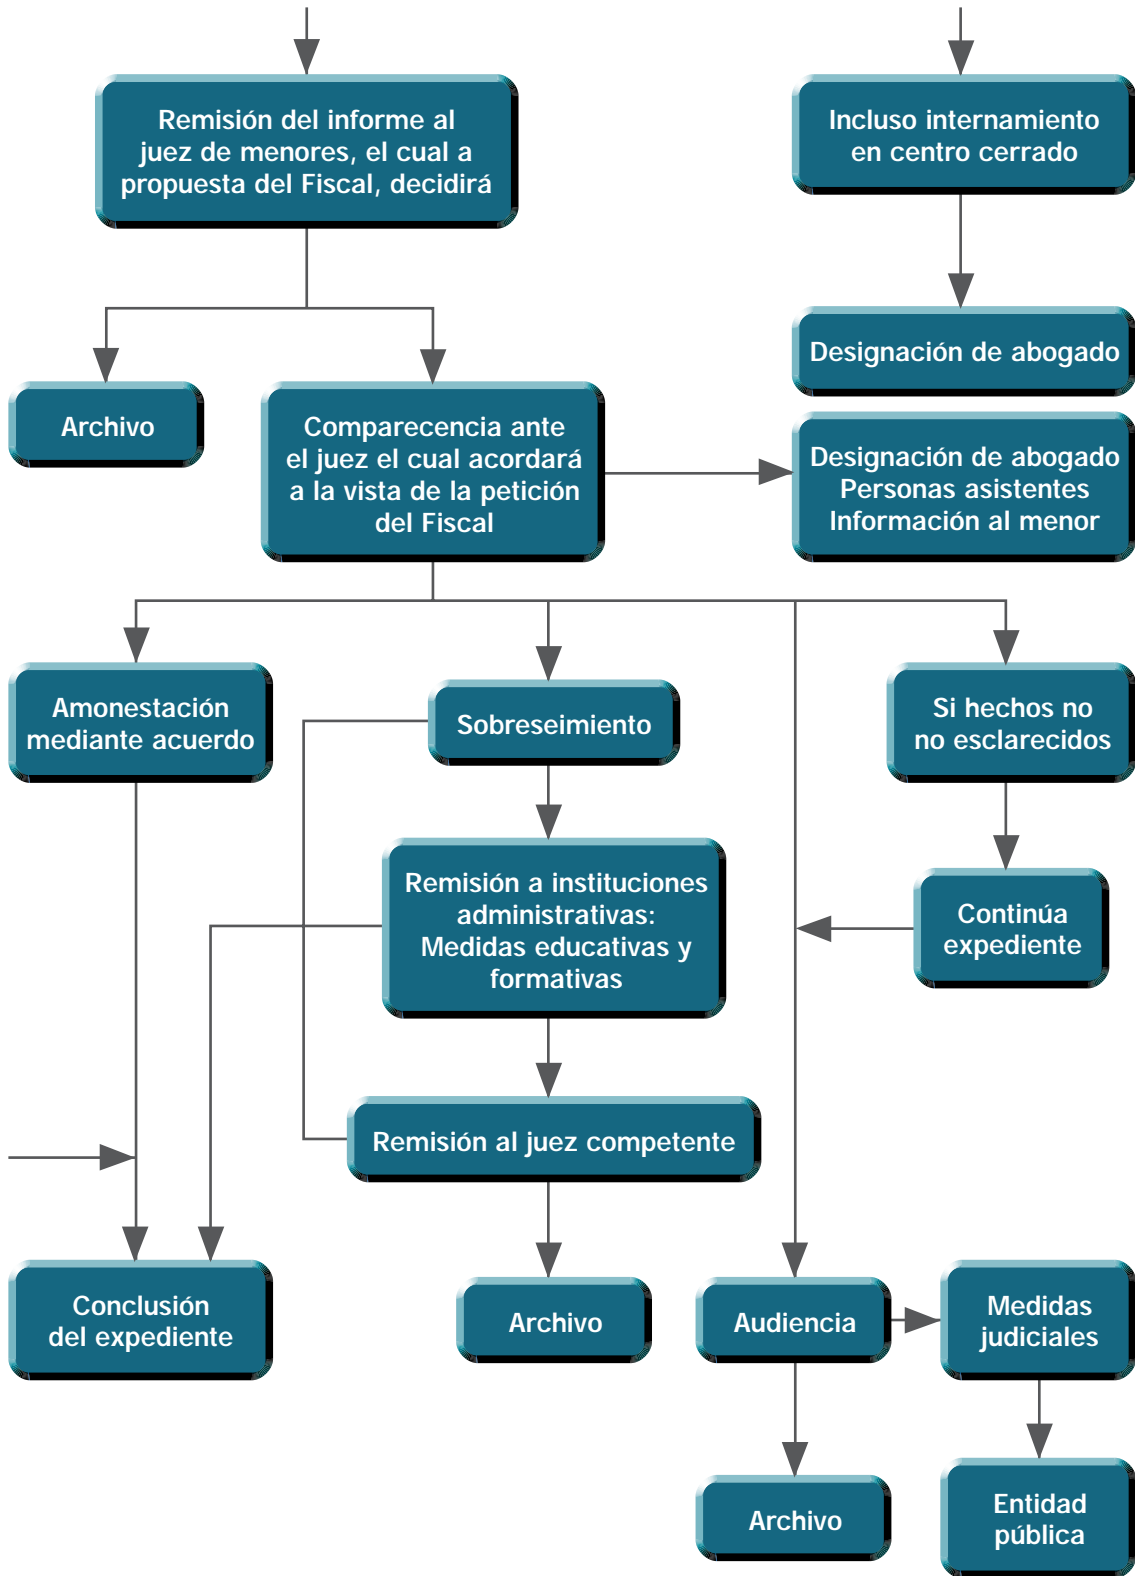 Remisión del informe al
juez de menores, el cual a
propuesta del Fiscal, decidirá
Incluso internamiento
en centro cerrado
Designación de abogado
Archivo
Comparecencia ante
el juez el cual acordará
a la vista de la petición
del Fiscal
Designación de abogado
Personas asistentes
Información al menor
Amonestación
mediante acuerdo
Sobreseimiento
Si hechos no
no esclarecidos
Remisión a instituciones
administrativas:
Medidas educativas y
formativas
Continúa
expediente
Remisión al juez competente
Conclusión
del expediente
Archivo
Audiencia
Medidas
judiciales
Archivo
Entidad
pública